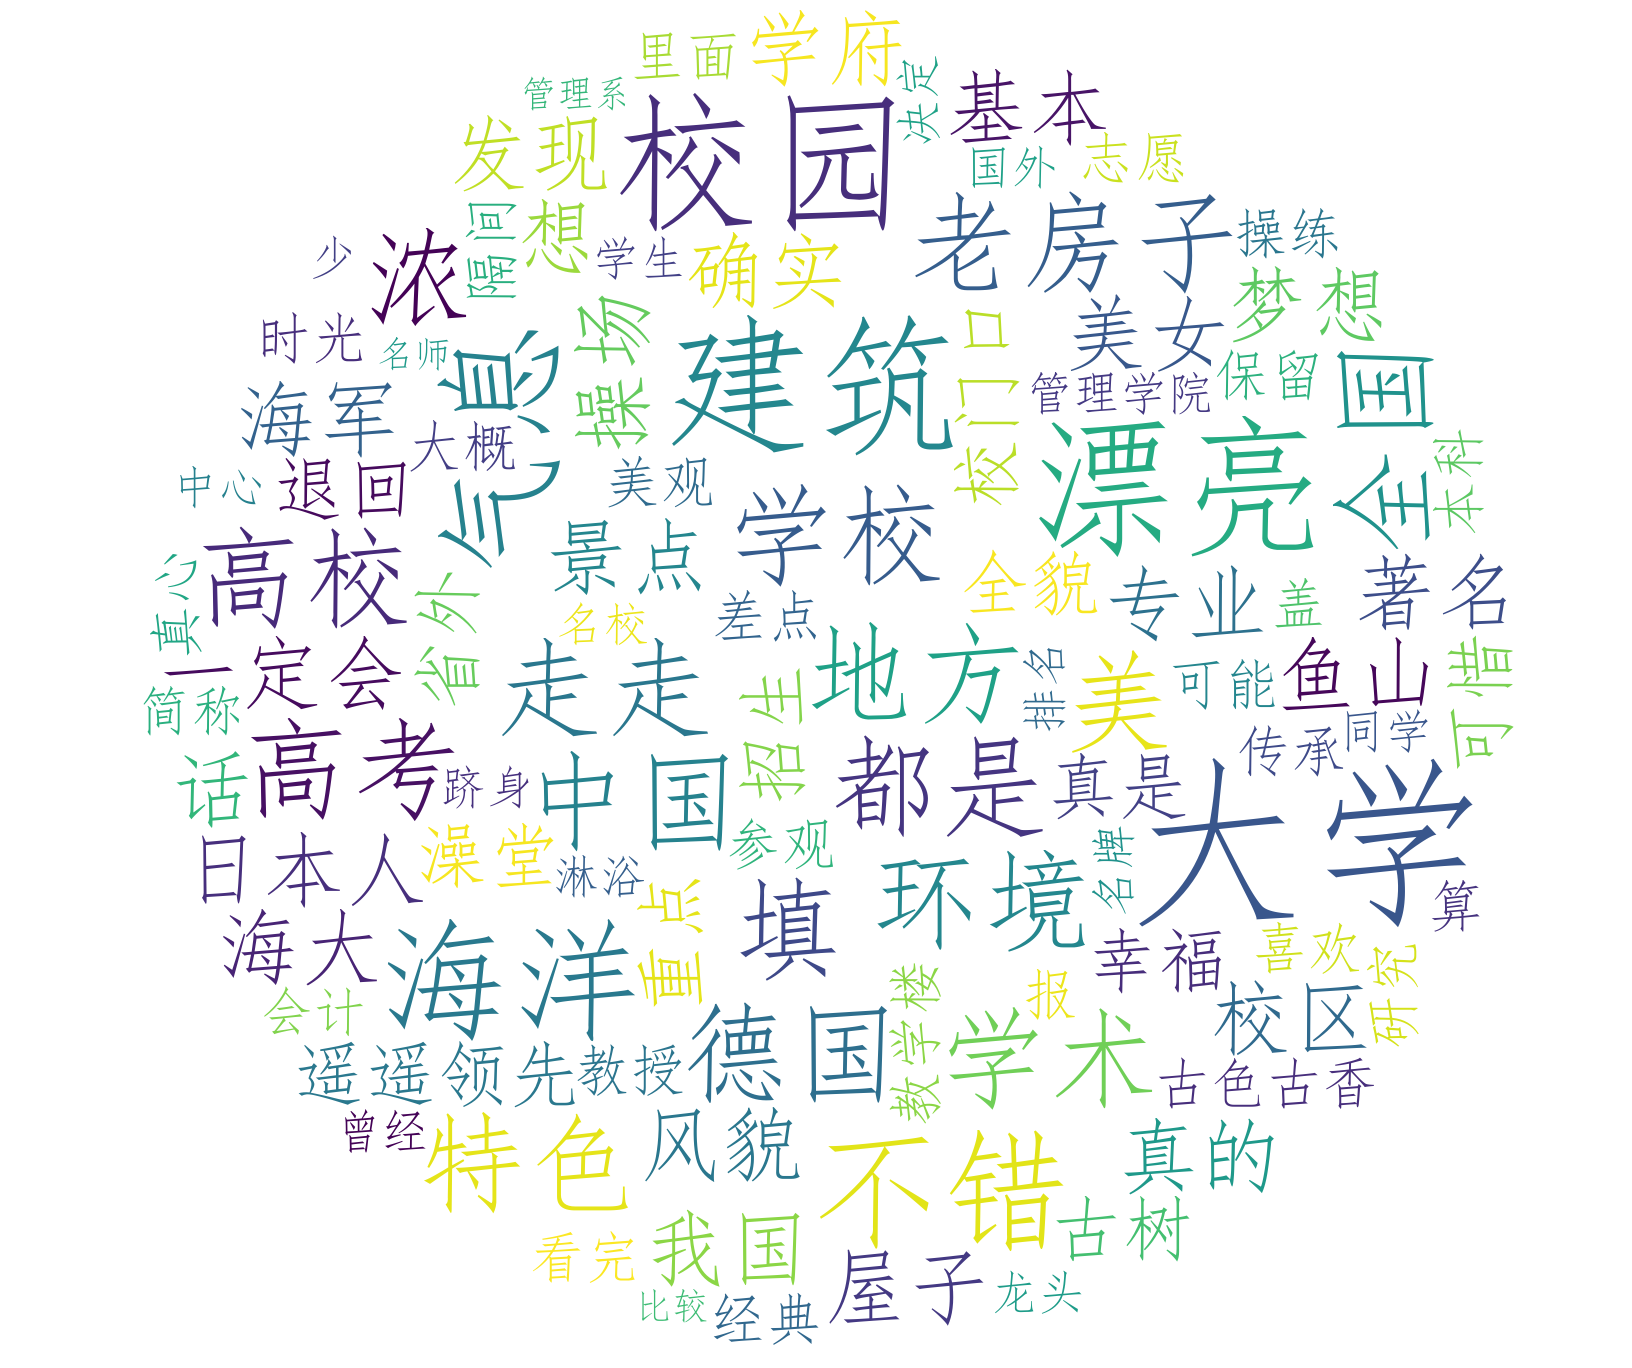 里面
学府
决定
管理系
校园
基本
发现
国外
志愿
隔间
想
学生
确实
老房子
操练
少
浓
操场
校门口
美女
梦想
时光
名师
气息
建筑
管理学院
保留
全国
海军
大概
美观
漂亮
本科
中心
退回
景点
学校
全貌
专业
盖
著名
真心
高校
省外
名校
差点
地方
排名
美
可能
鱼山
可惜
一定会
走走
招生
简称
传承
同学
话
高考
跻身
中国
都是
真是
大学
日本人
澡堂
淋浴
参观
名牌
算
海大
海洋
重点
填
环境
幸福
喜欢
研究
会计
教学楼
报
校区
遥遥领先
教授
德国
学术
古色古香
曾经
特色
风貌
不错
真的
看完
我国
古树
比较
经典
屋子
龙头